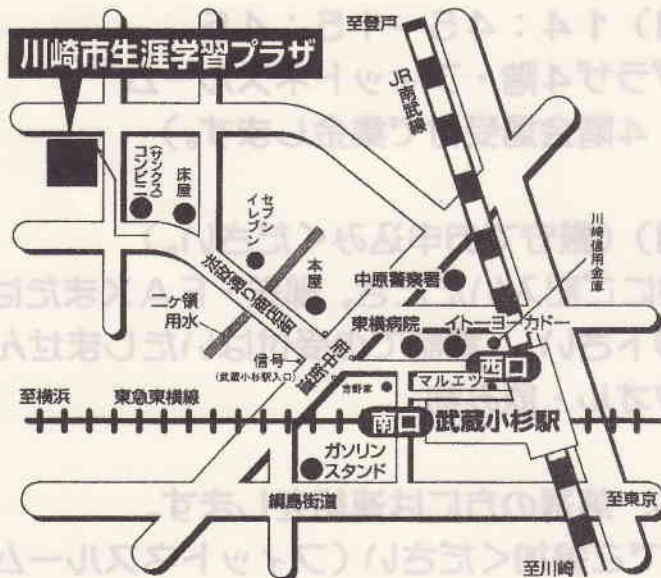 至登戸
川崎市生涯学習プラザ
JR南武線
コンビニ
(サンクス)
床屋
セブン
イレブン
川崎信用金庫
法政通り商店街
本屋
中原警察署
二ヶ領
用水
東横病院
イトーヨーカドー
信号
(武蔵小杉駅入口)
西口
マルエツ
吉野家
至横浜
東急東横線
南口
武蔵小杉駅
ガソリン
スタンド
綱島街道
至東京
至川崎